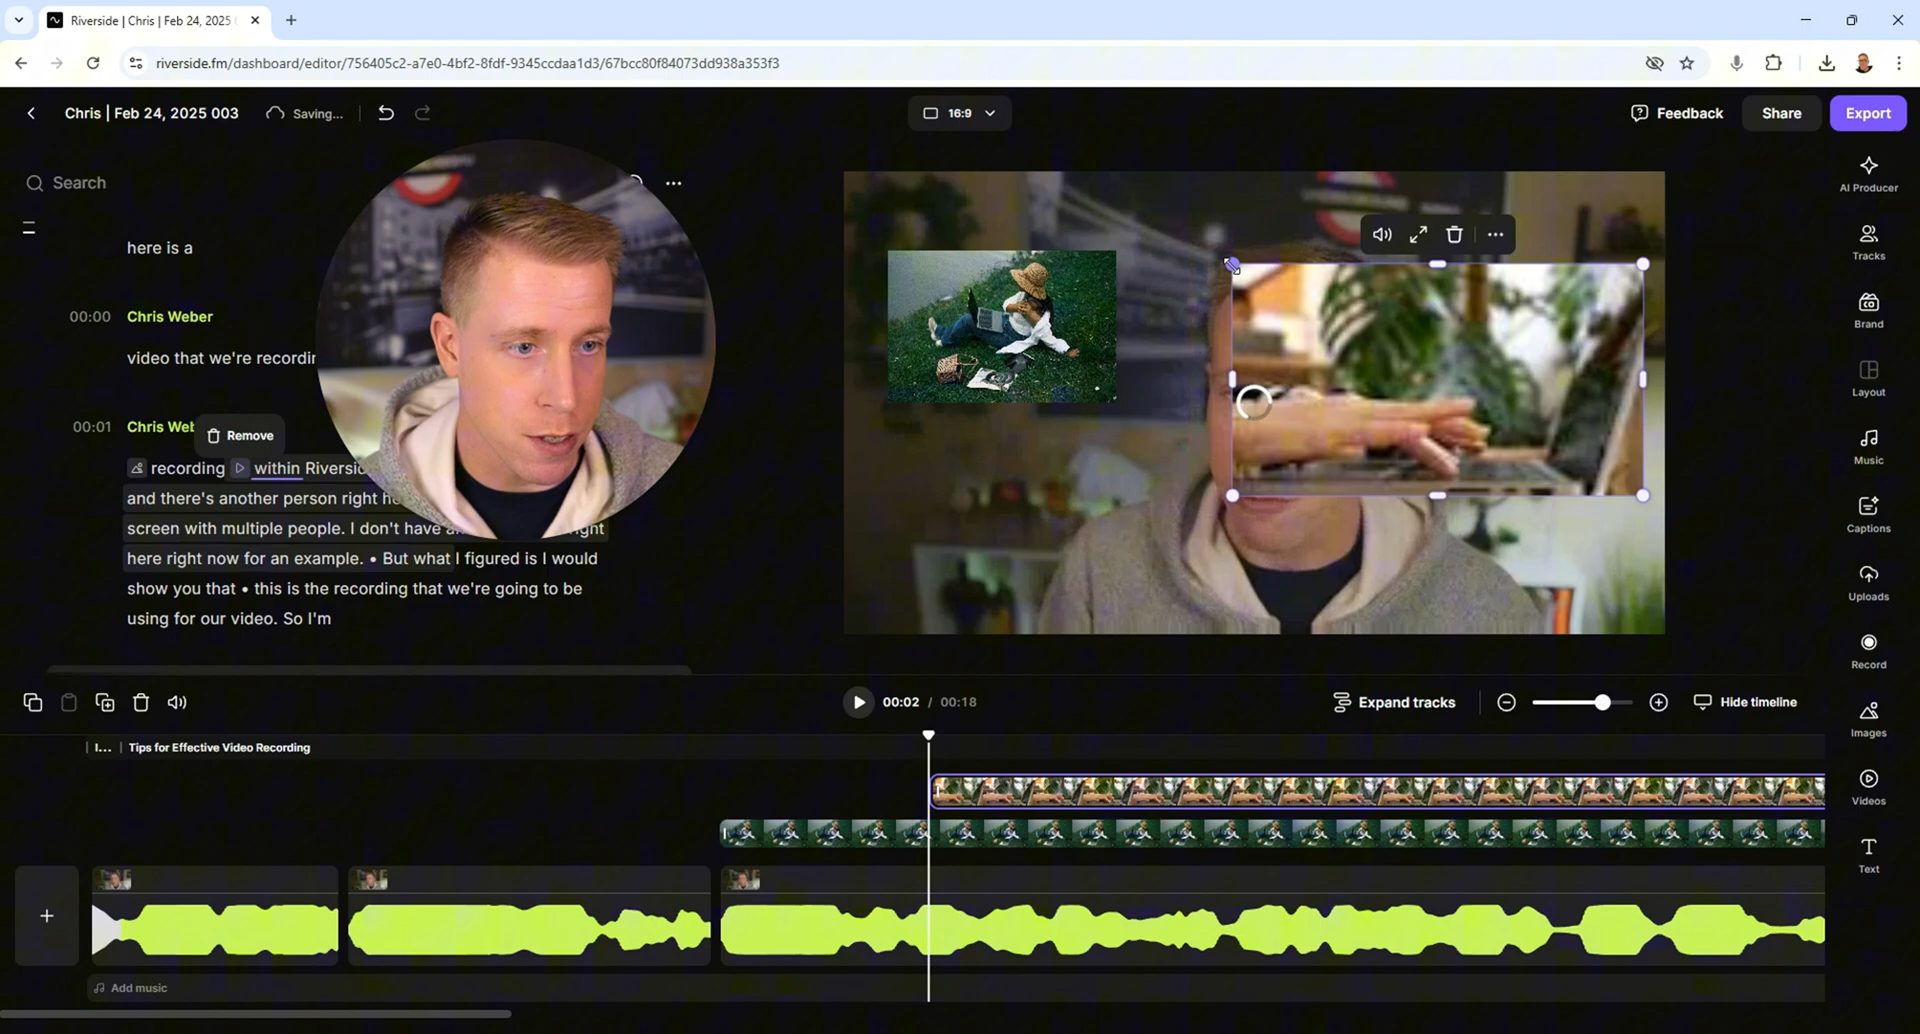 Riverside | Chris | Feb 24, 2025
riverside.fm/dashboard/editor/756405c2-a7e0-4bf2-8fdf-9345ccdaa1d3/67bcc80f84073dd938a353f3
Chris | Feb 24, 2025 003
Saving...
16:9
Feedback
Share
Export
Search
here is a
00:00
Chris Weber
video that we're recordin
00:01
Chris Web
Remove
recording
within Riversid
and there's another person right h
screen with multiple people. I don't have a
right
here right now for an example. • But what I figured is I would
show you that • this is the recording that we're going to be
using for our video. So I'm
AI Producer
Tracks
Brand
Layout
Music
Captions
Uploads
Record
Images
Videos
Text
00:02 / 00:18
Expand tracks
Hide timeline
I...
Tips for Effective Video Recording
Add music